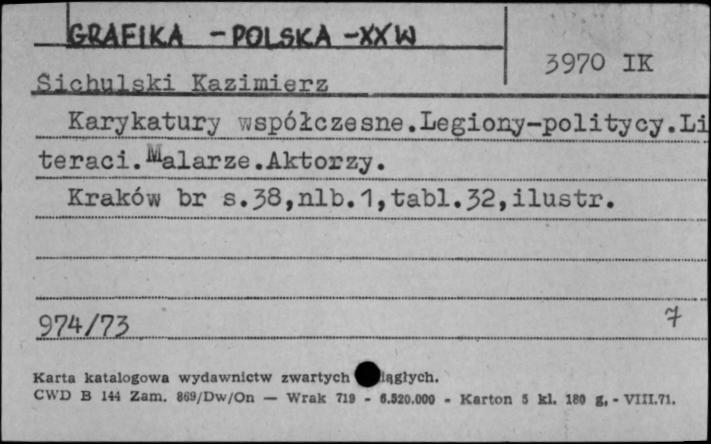 GRAFIKA - POLSKA - XX W
3970 IK
Sichulski Kazimierz
Karykatury współczesne.Legiony-politycy.Li
teraci.Malarze.Aktorzy.
Kraków br s.38,nlb.1,tabl.32,ilustr.
974/73
7
Karta katalogowa wydawnictw zwartych iągłych.
CWD B 144 Zam. 869/Dw/On — Wrak 719 - 6.520.000 - Karton 5 kl. 180 g, - VIII.71.